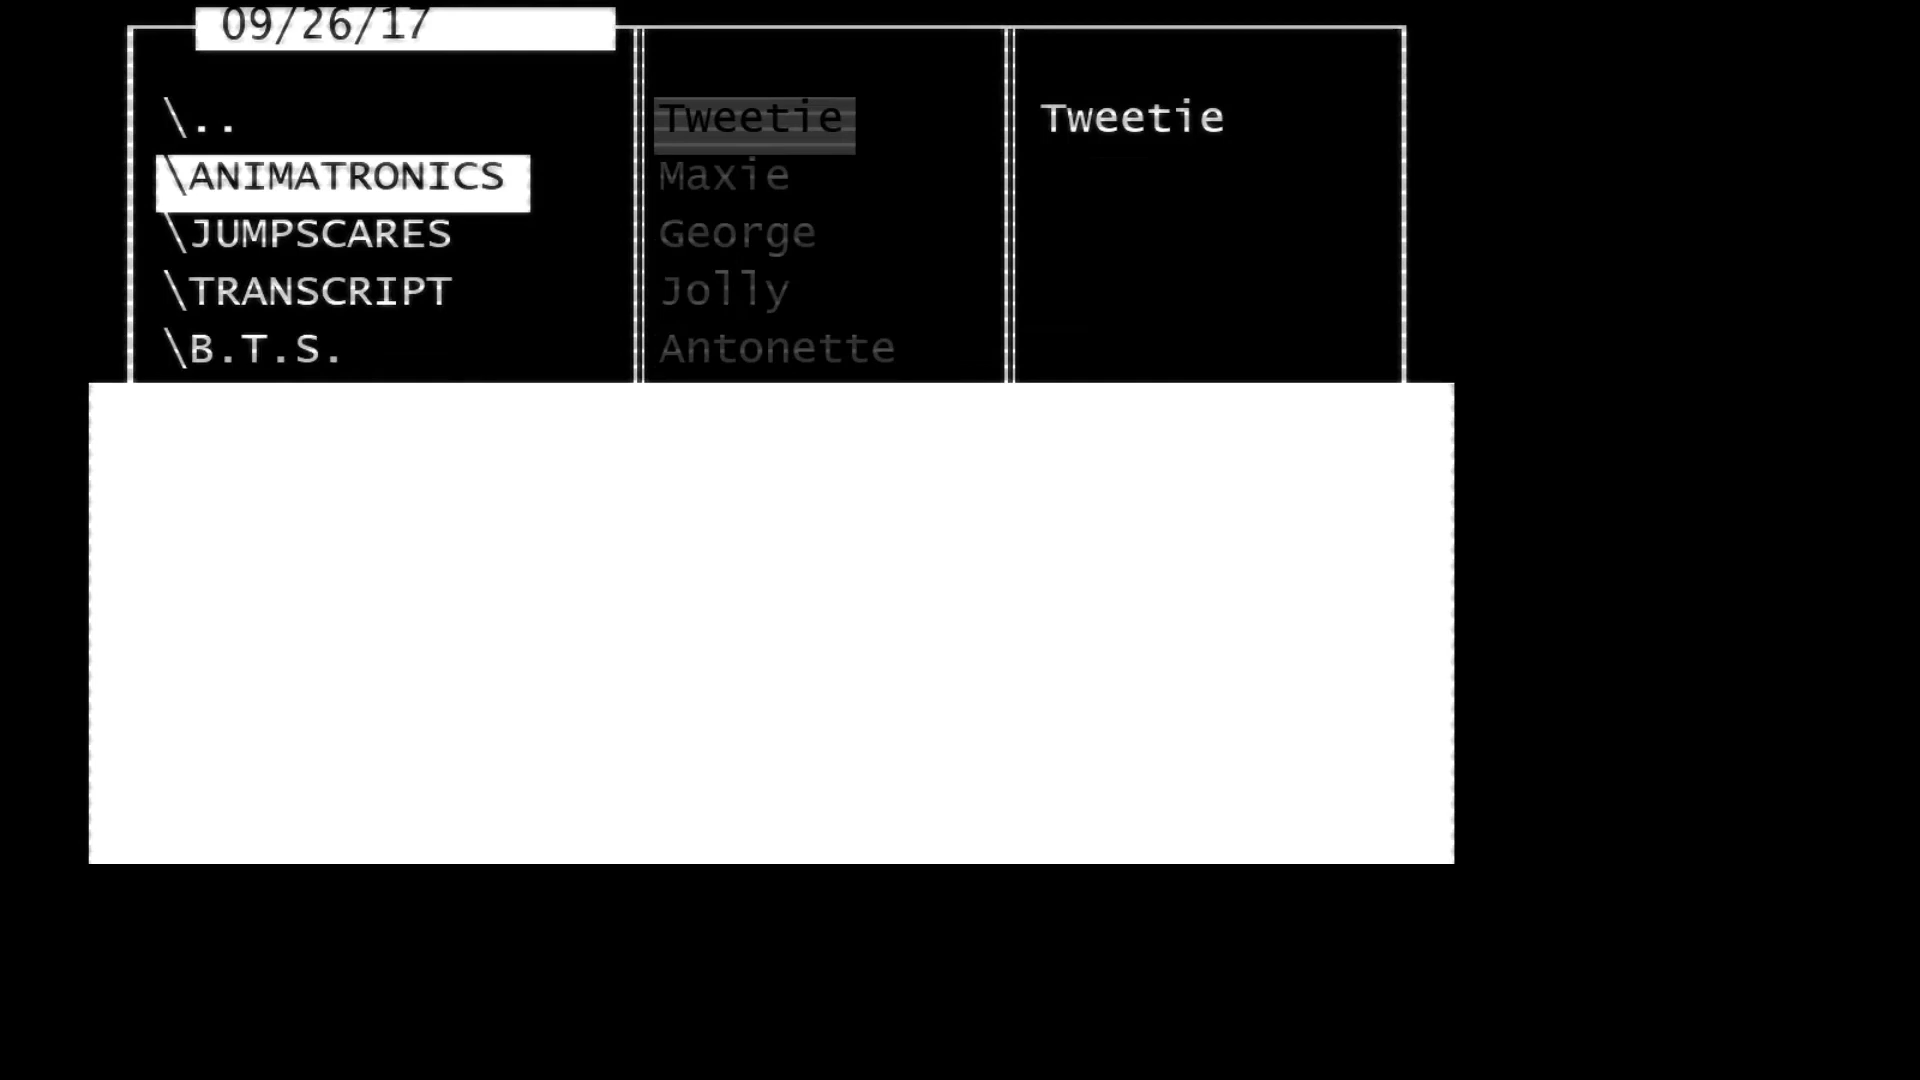 09/26/17
\..
\ANIMATRONICS
\JUMPSCARES
\TRANSCRIPT
\B.T.S.
Tweetie
Maxie
George
Jolly
Antonette
Tweetie